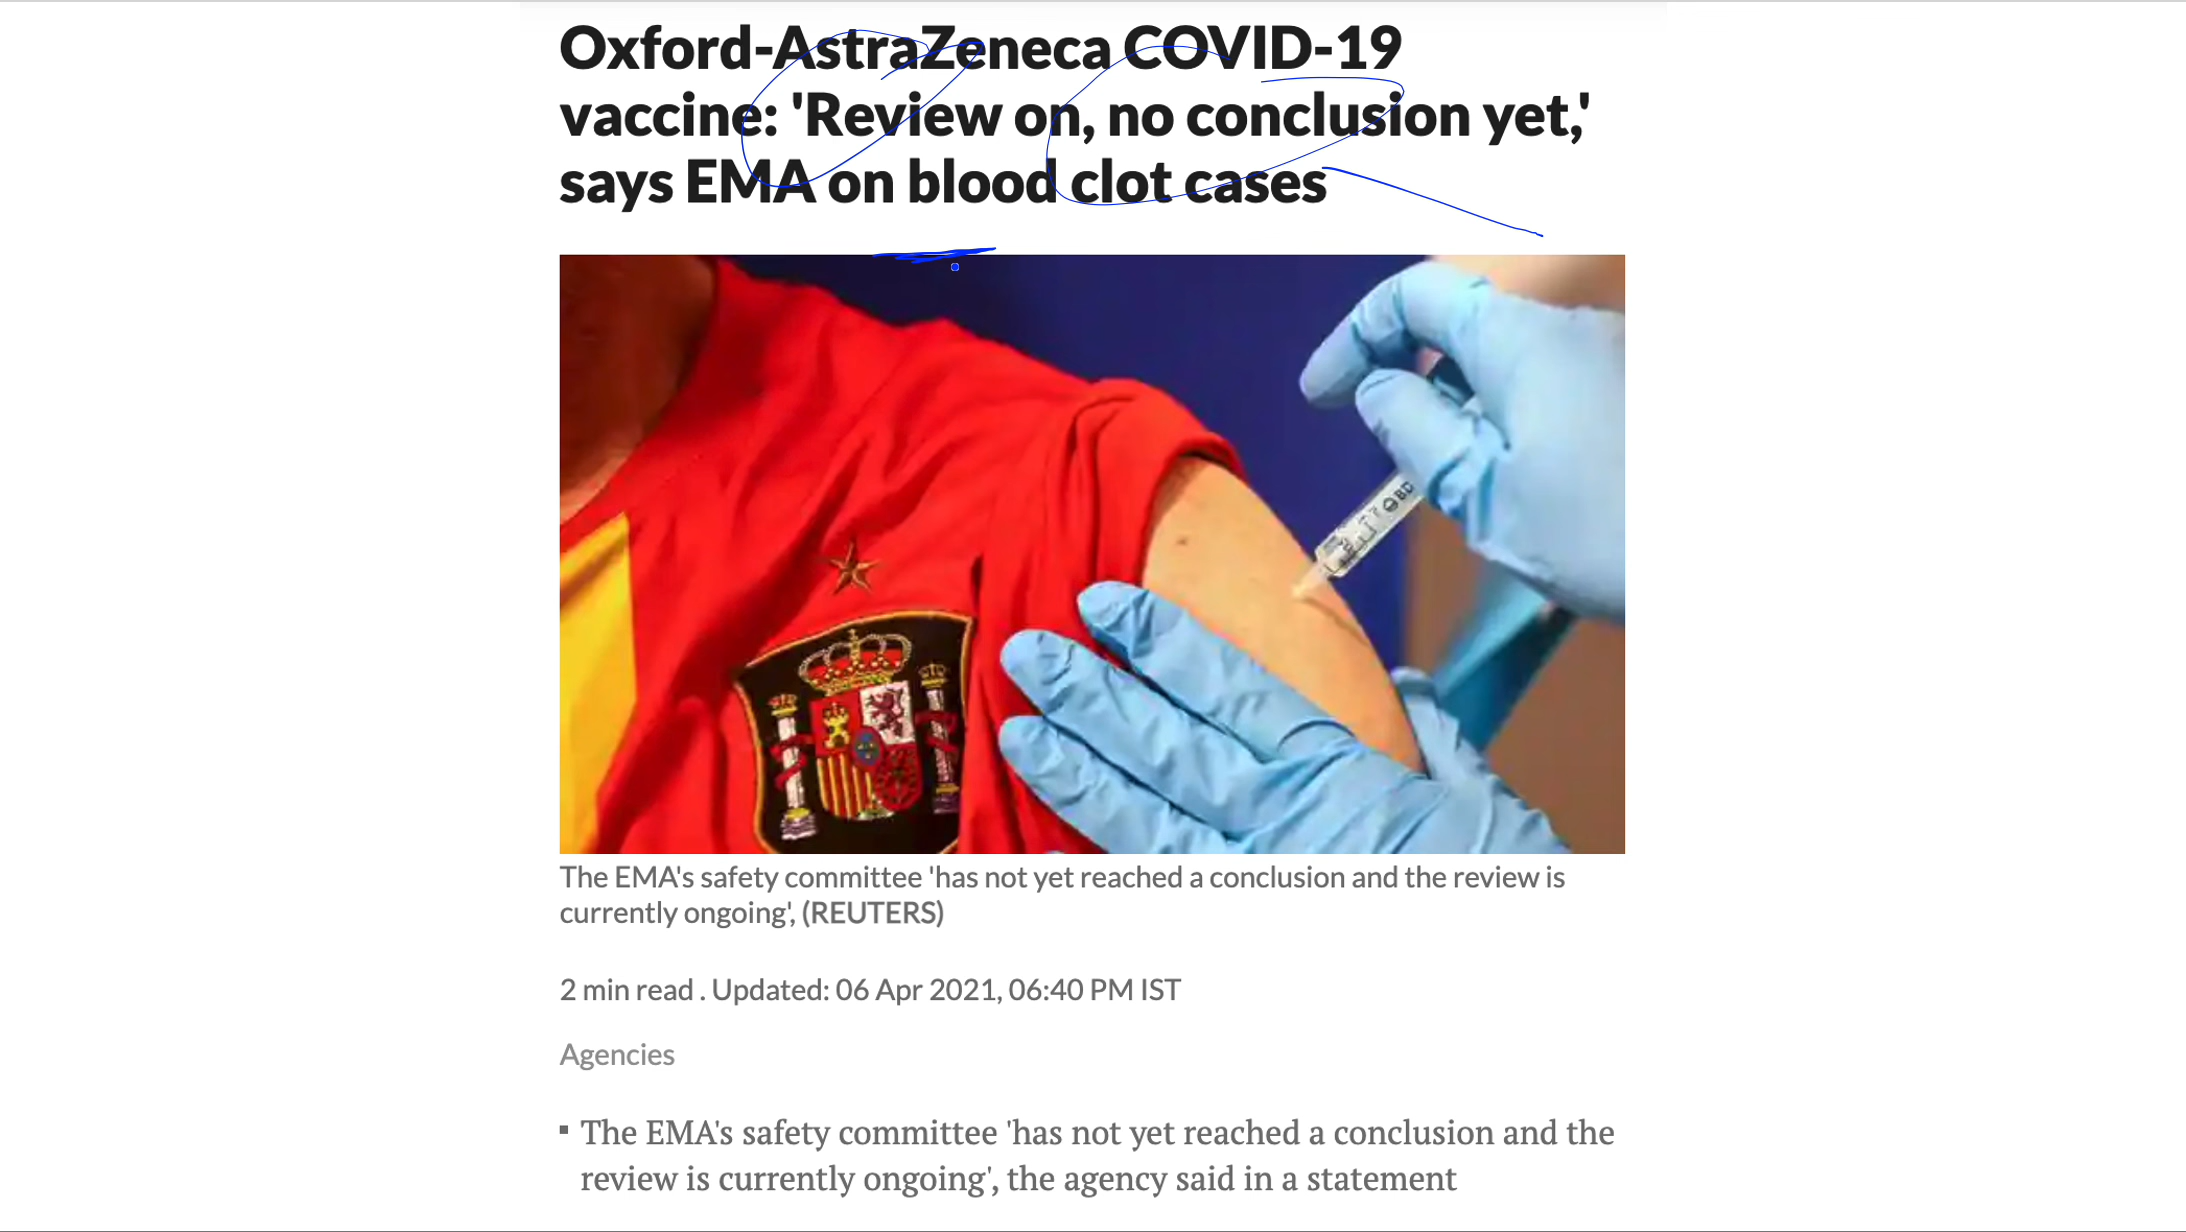 Oxford-AstraZeneca COVID-19
vaccine: 'Review on, no conclusion yet,'
says EMA on blood clot cases
BD
The EMA's safety committee 'has not yet reached a conclusion and the review is
currently ongoing', (REUTERS)
2 min read . Updated: 06 Apr 2021, 06:40 PM IST
Agencies
▪ The EMA's safety committee 'has not yet reached a conclusion and the
review is currently ongoing', the agency said in a statement